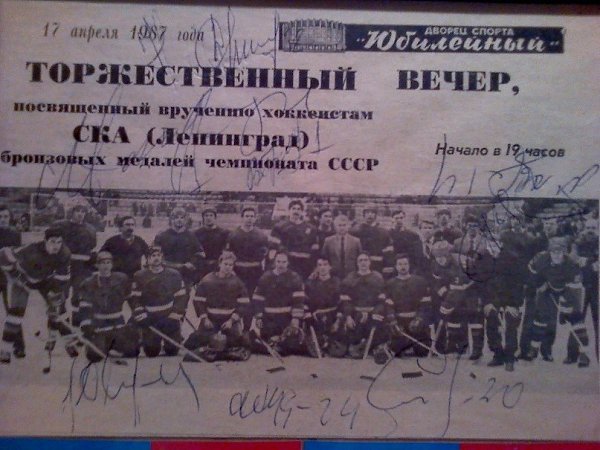 17 апреля 1987 года
ДВОРЕЦ СПОРТА
"Юбилейный"
ТОРЖЕСТВЕННЫЙ ВЕЧЕР,
посвященный вручению хоккеистам
СКА (Ленинград)
бронзовых медалей чемпионата СССР
Начало в 19 часов